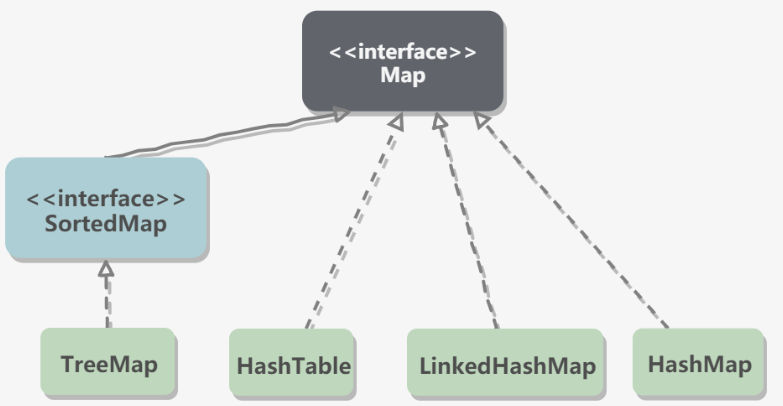 <<interface>>
Map
<<interface>>
SortedMap
TreeMap
HashTable
LinkedHashMap
HashMap